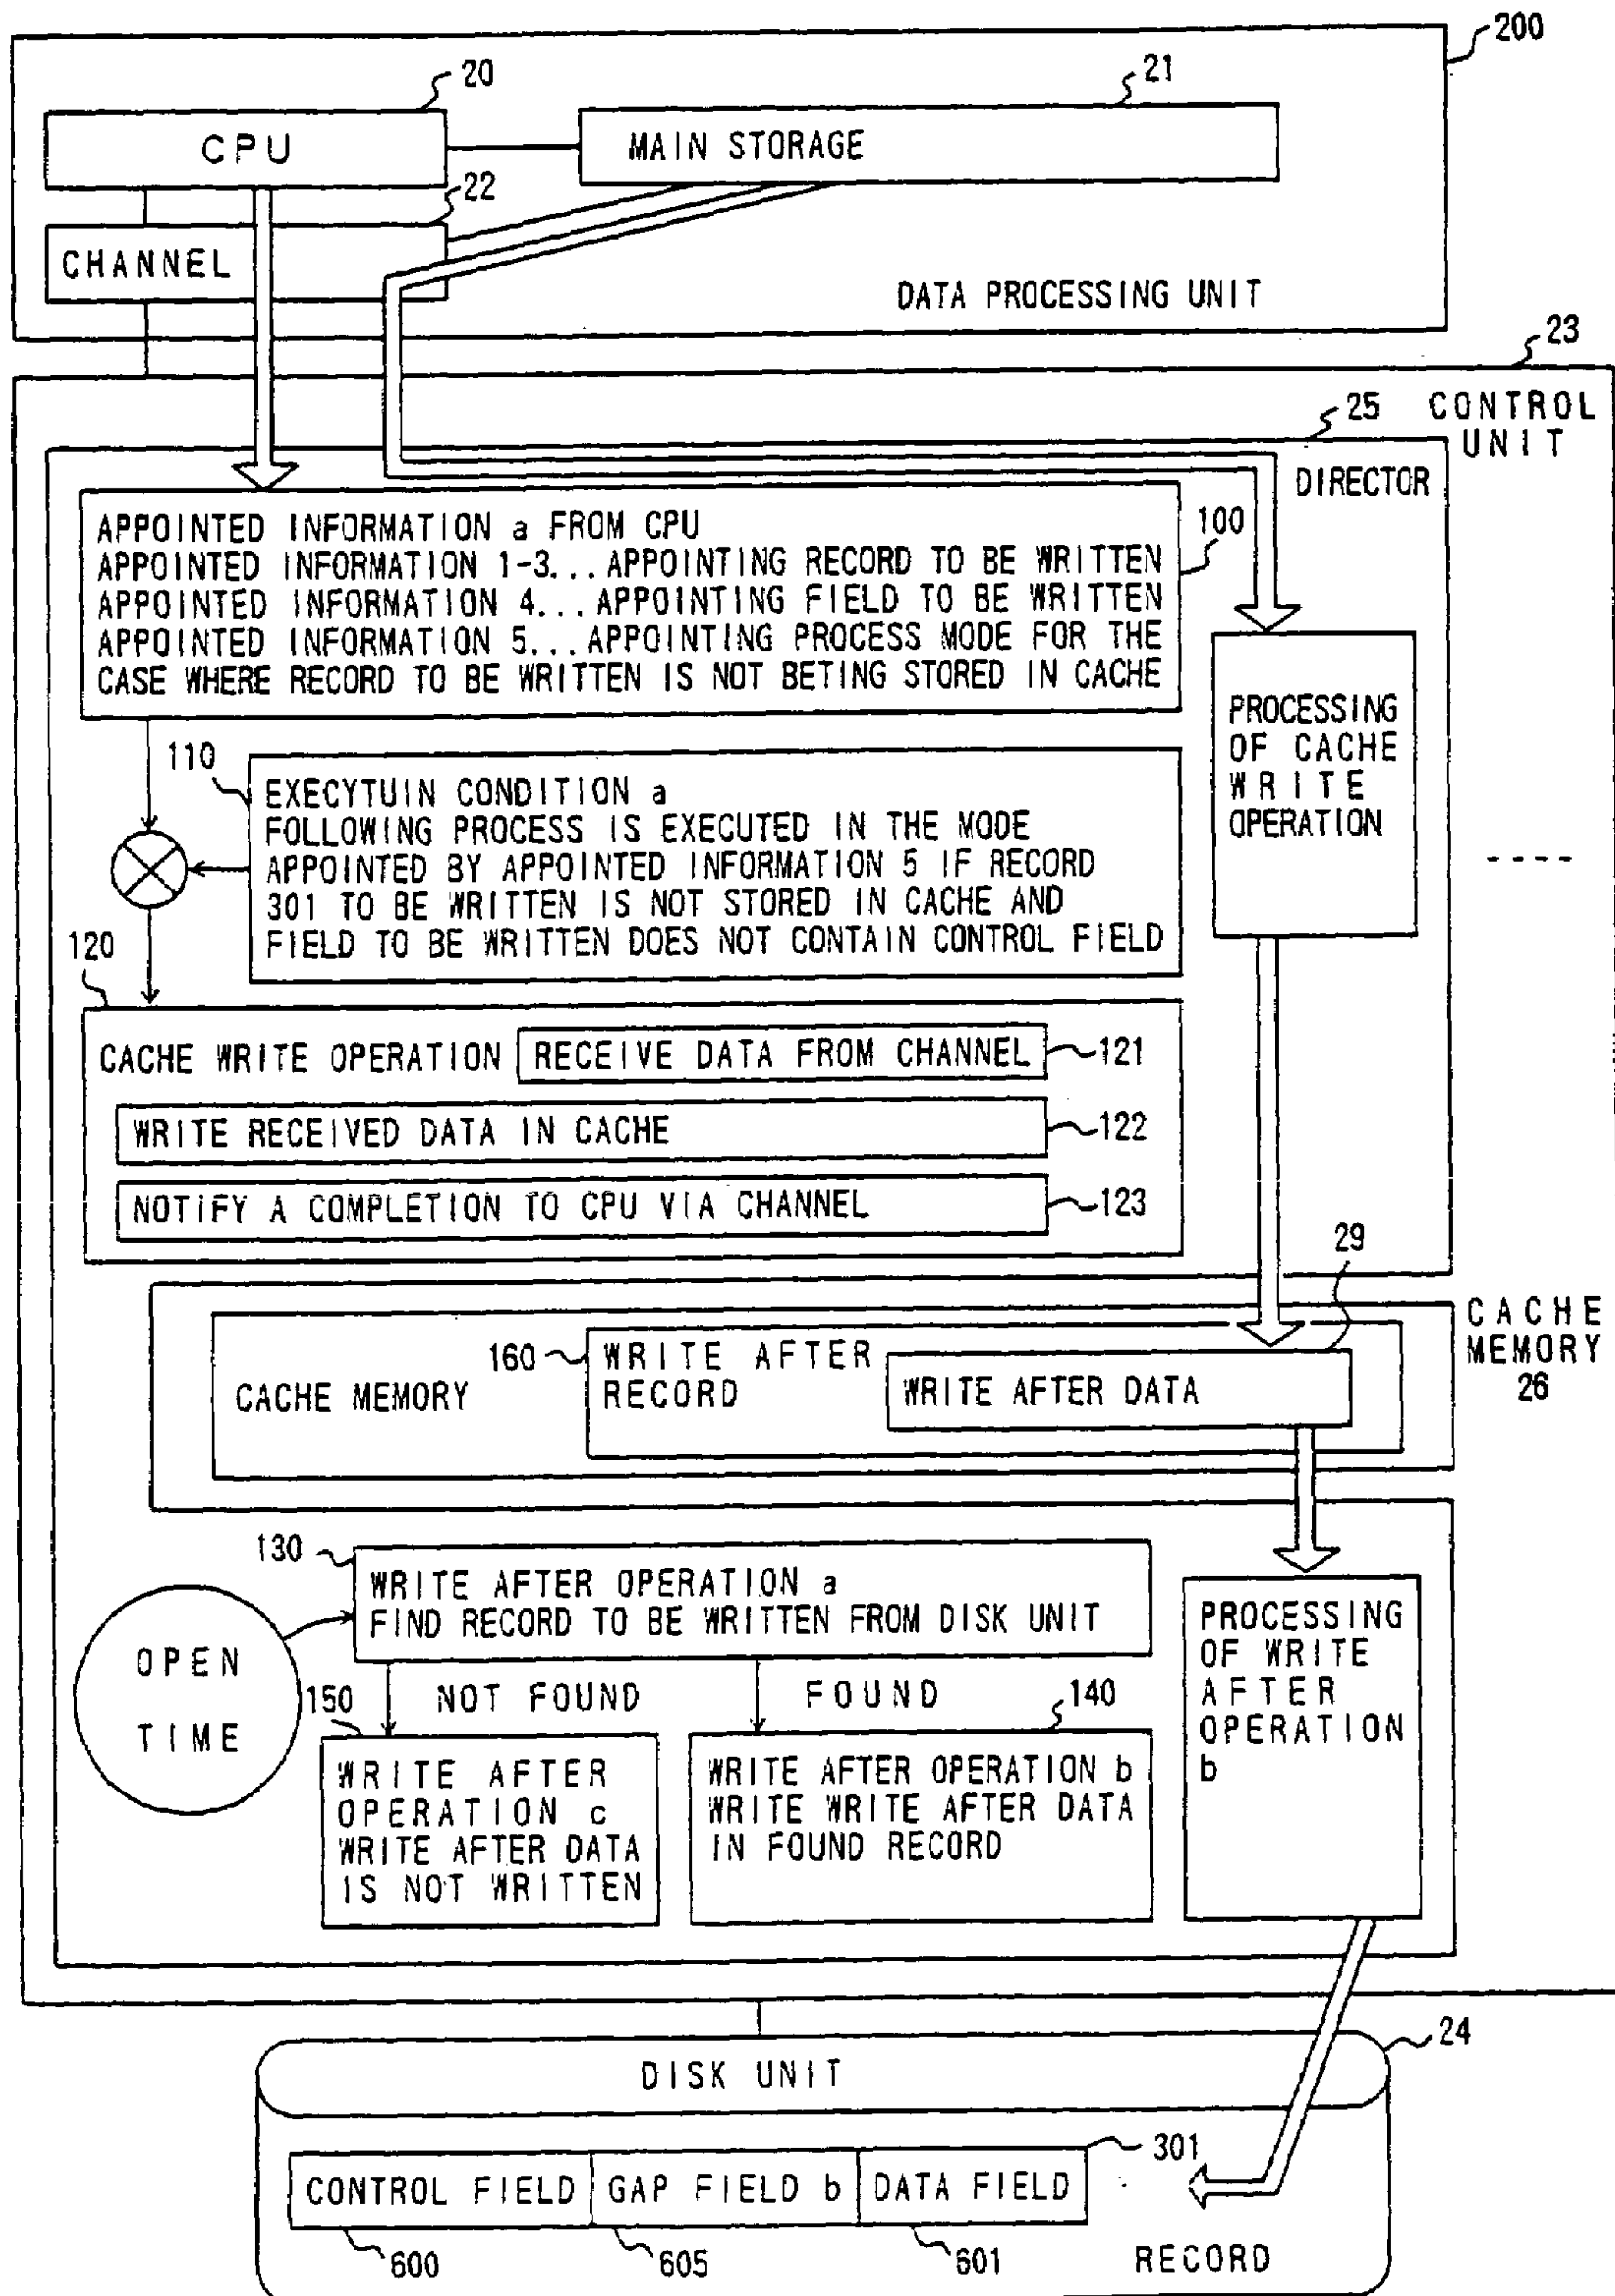 200
20
21
CPU
MAIN STORAGE
22
CHANNEL
DATA PROCESSING UNIT
23
25
CONTROL
UNIT
DIRECTOR
APPOINTED INFORMATION a FROM CPU
APPOINTED INFORMATION 1-3... APPOINTING RECORD TO BE WRITTEN
APPOINTED INFORMATION 4... APPOINTING FIELD TO BE WRITTEN
APPOINTED INFORMATION 5... APPOINTING PROCESS MODE FOR THE
CASE WHERE RECORD TO BE WRITTEN IS NOT BETING STORED IN CACHE
100
PROCESSING
OF CACHE
WRITE
OPERATION
110
EXECYTUIN CONDITION a
FOLLOWING PROCESS IS EXECUTED IN THE MODE
APPOINTED BY APPOINTED INFORMATION 5 IF RECORD
301 TO BE WRITTEN IS NOT STORED IN CACHE AND
FIELD TO BE WRITTEN DOES NOT CONTAIN CONTROL FIELD
----
120
CACHE WRITE OPERATION
RECEIVE DATA FROM CHANNEL
121
WRITE RECEIVED DATA IN CACHE
122
NOTIFY A COMPLETION TO CPU VIA CHANNEL
123
29
CACHE
MEMORY
26
160
WRITE AFTER
RECORD
CACHE MEMORY
WRITE AFTER DATA
130
WRITE AFTER OPERATION a
FIND RECORD TO BE WRITTEN FROM DISK UNIT
OPEN
TIME
PROCESSING
OF WRITE
AFTER
OPERATION
b
150
NOT FOUND
FOUND
140
WRITE AFTER
OPERATION c
WRITE AFTER DATA
IS NOT WRITTEN
WRITE AFTER OPERATION b
WRITE WRITE AFTER DATA
IN FOUND RECORD
24
DISK UNIT
301
CONTROL FIELD
GAP FIELD b
DATA FIELD
600
605
601
RECORD